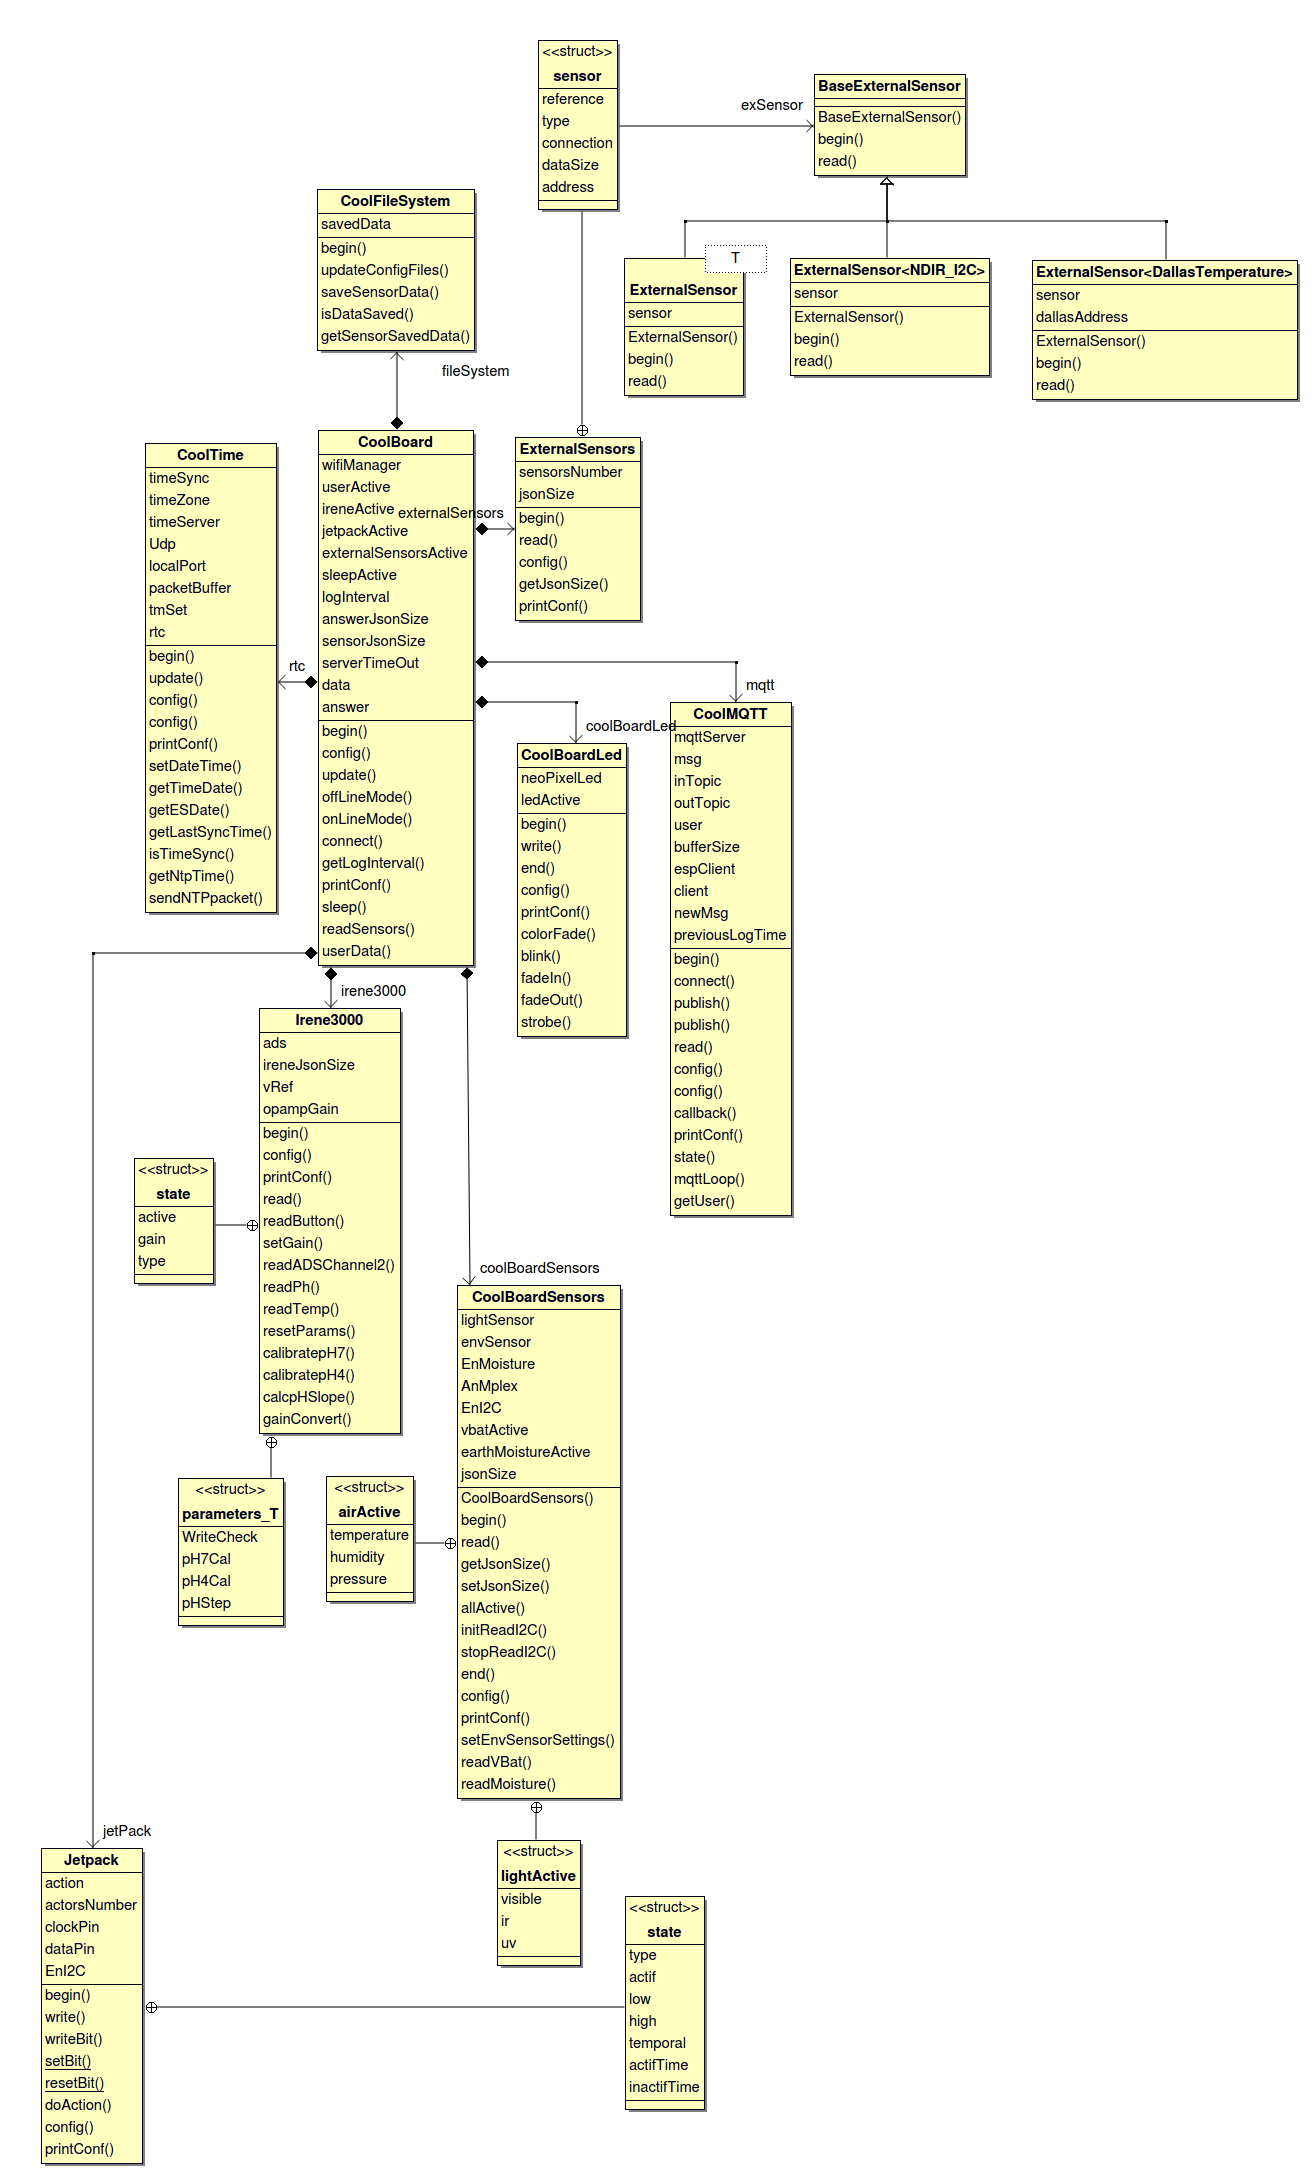 <<struct>>
sensor
reference
type
connection
dataSize
address
exSensor
BaseExternalSensor
BaseExternalSensor()
begin()
read()
CoolFileSystem
savedData
begin()
updateConfigFiles()
saveSensorData()
isDataSaved()
getSensorSavedData()
fileSystem
T
ExternalSensor
sensor
ExternalSensor()
begin()
read()
ExternalSensor<NDIR_I2C>
sensor
ExternalSensor()
begin()
read()
ExternalSensor<DallasTemperature>
sensor
dallasAddress
ExternalSensor()
begin()
read()
CoolTime
timeSync
timeZone
timeServer
Udp
localPort
packetBuffer
tmSet
rtc
begin()
update()
config()
config()
printConf()
setDateTime()
getTimeDate()
getESDate()
getLastSyncTime()
isTimeSync()
getNtpTime()
sendNTPpacket()
rtc
CoolBoard
wifiManager
userActive
ireneActive
jetpackActive
externalSensorsActive
sleepActive
logInterval
answerJsonSize
sensorJsonSize
serverTimeOut
data
answer
begin()
config()
update()
offLineMode()
onLineMode()
connect()
getLogInterval()
printConf()
sleep()
readSensors()
userData()
externalSensors
ExternalSensors
sensorsNumber
jsonSize
begin()
read()
config()
getJsonSize()
printConf()
mqtt
CoolMQTT
mqttServer
msg
inTopic
outTopic
user
bufferSize
espClient
client
newMsg
previousLogTime
begin()
connect()
publish()
publish()
read()
config()
config()
callback()
printConf()
state()
mqttLoop()
getUser()
coolBoardLed
CoolBoardLed
neoPixelLed
ledActive
begin()
write()
end()
config()
printConf()
colorFade()
blink()
fadeIn()
fadeOut()
strobe()
irene3000
Irene3000
ads
ireneJsonSize
vRef
opampGain
begin()
config()
printConf()
read()
readButton()
setGain()
readADSChannel2()
readPh()
readTemp()
resetParams()
calibratepH7()
calibratepH4()
calcpHSlope()
gainConvert()
<<struct>>
state
active
gain
type
<<struct>>
parameters_T
WriteCheck
pH7Cal
pH4Cal
pHStep
coolBoardSensors
CoolBoardSensors
lightSensor
envSensor
EnMoisture
AnMplex
EnI2C
vbatActive
earthMoistureActive
jsonSize
CoolBoardSensors()
begin()
read()
getJsonSize()
setJsonSize()
allActive()
initReadI2C()
stopReadI2C()
end()
config()
printConf()
setEnvSensorSettings()
readVBat()
readMoisture()
<<struct>>
airActive
temperature
humidity
pressure
<<struct>>
lightActive
visible
ir
uv
jetPack
Jetpack
action
actorsNumber
clockPin
dataPin
EnI2C
begin()
write()
writeBit()
setBit()
resetBit()
doAction()
config()
printConf()
<<struct>>
state
type
actif
low
high
temporal
actifTime
inactifTime